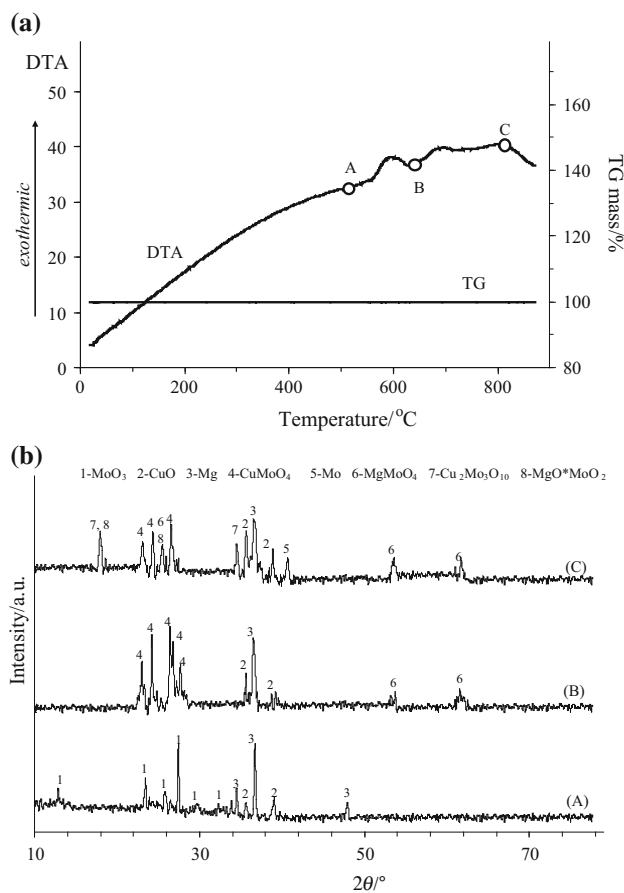 (a)
DTA
50
40
30
20
10
0
exothermic
160
140
120
100
80
TG mass/%
A
B
C
DTA
TG
0
200
400
600
800
Temperature/°C
(b)
1-MoO3 2-CuO 3-Mg 4-CuMoO4 5-Mo 6-MgMoO4 7-Cu2Mo3O10 8-MgO*MoO2
7, 8 4 4 6 8 4 7 2 3 2 5 6 6
(C)
4 4 4 4 2 3 2 6 6
(B)
1 1 1 1 1 1 3 2 3 2 3
(A)
Intensity/a.u.
10 30 50 70
2θ/°